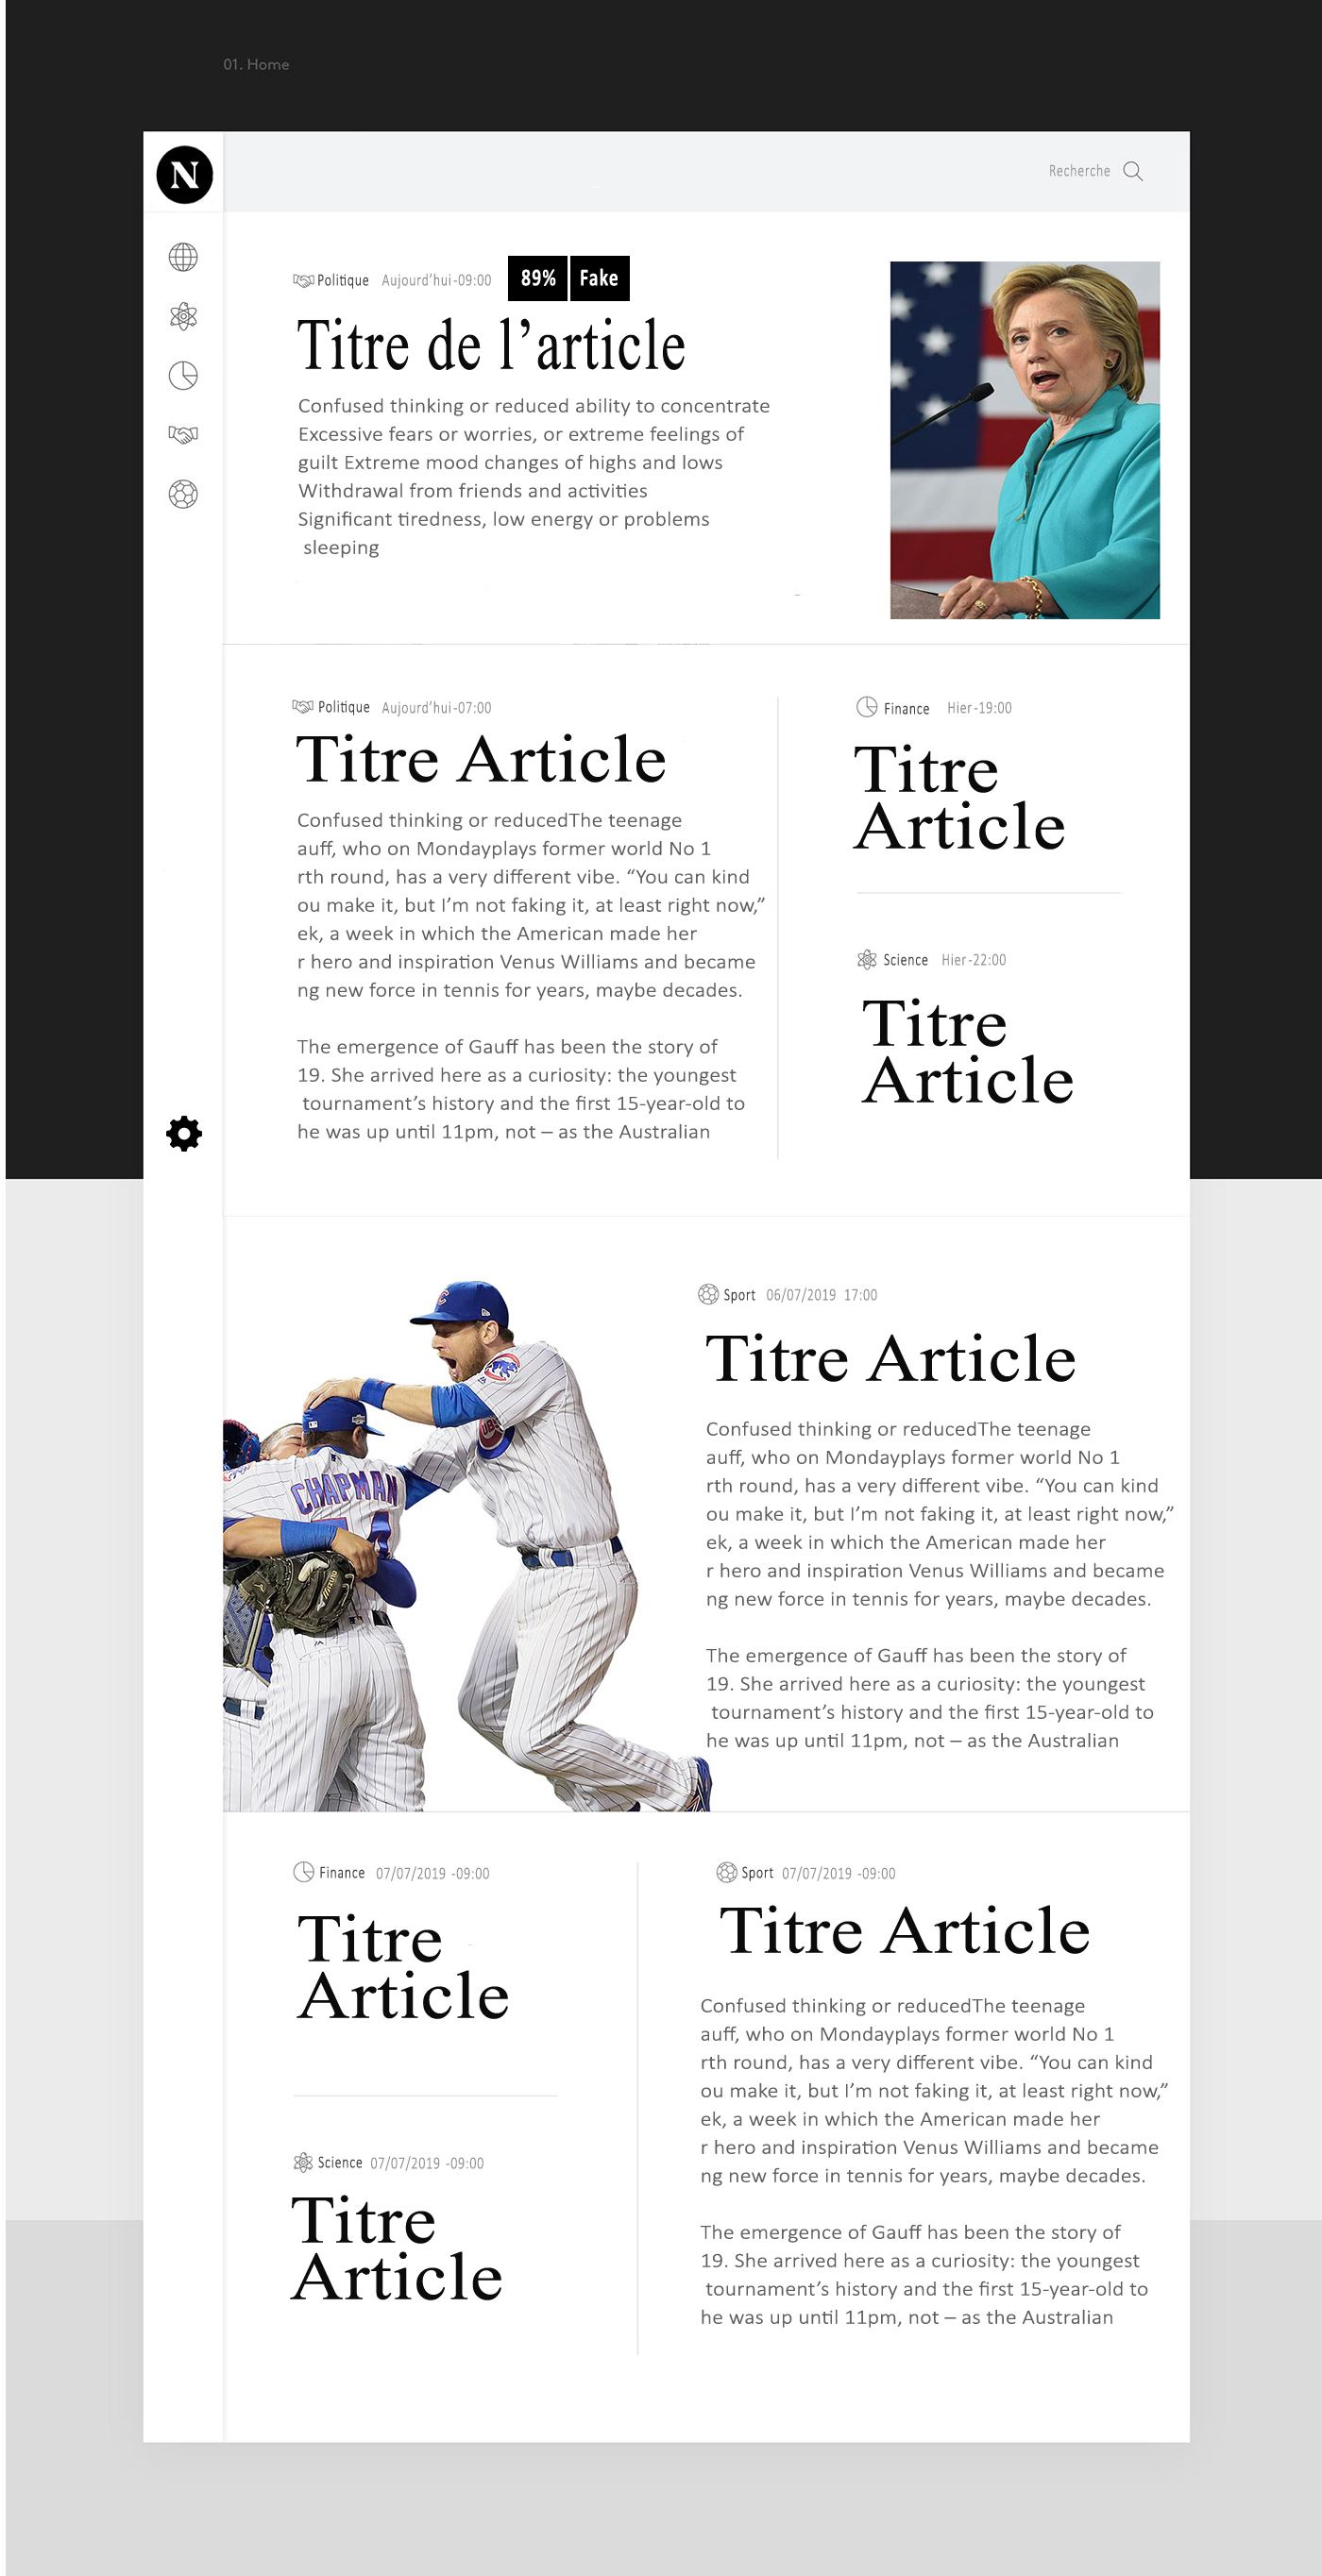 01. Home
N
Recherche
Politique Aujourd’hui-09:00 89% Fake
Titre de l’article
Confused thinking or reduced ability to concentrate
Excessive fears or worries, or extreme feelings of
guilt Extreme mood changes of highs and lows
Withdrawal from friends and activities
Significant tiredness, low energy or problems
sleeping
Politique Aujourd’hui-07:00
Titre Article
Confused thinking or reducedThe teenage
auff, who on Mondayplays former world No 1
rth round, has a very different vibe. “You can kind
ou make it, but I’m not faking it, at least right now,”
ek, a week in which the American made her
r hero and inspiration Venus Williams and became
ng new force in tennis for years, maybe decades.
The emergence of Gauff has been the story of
19. She arrived here as a curiosity: the youngest
tournament’s history and the first 15-year-old to
he was up until 11pm, not – as the Australian
Finance Hier-19:00
Titre
Article
Science Hier-22:00
Titre
Article
C
CHAPMAN
Sport 06/07/2019 17:00
Titre Article
Confused thinking or reducedThe teenage
auff, who on Mondayplays former world No 1
rth round, has a very different vibe. “You can kind
ou make it, but I’m not faking it, at least right now,”
ek, a week in which the American made her
r hero and inspiration Venus Williams and became
ng new force in tennis for years, maybe decades.
The emergence of Gauff has been the story of
19. She arrived here as a curiosity: the youngest
tournament’s history and the first 15-year-old to
he was up until 11pm, not – as the Australian
Finance 07/07/2019 -09:00
Titre
Article
Science 07/07/2019 -09:00
Titre
Article
Sport 07/07/2019 -09:00
Titre Article
Confused thinking or reducedThe teenage
auff, who on Mondayplays former world No 1
rth round, has a very different vibe. “You can kind
ou make it, but I’m not faking it, at least right now,”
ek, a week in which the American made her
r hero and inspiration Venus Williams and became
ng new force in tennis for years, maybe decades.
The emergence of Gauff has been the story of
19. She arrived here as a curiosity: the youngest
tournament’s history and the first 15-year-old to
he was up until 11pm, not – as the Australian